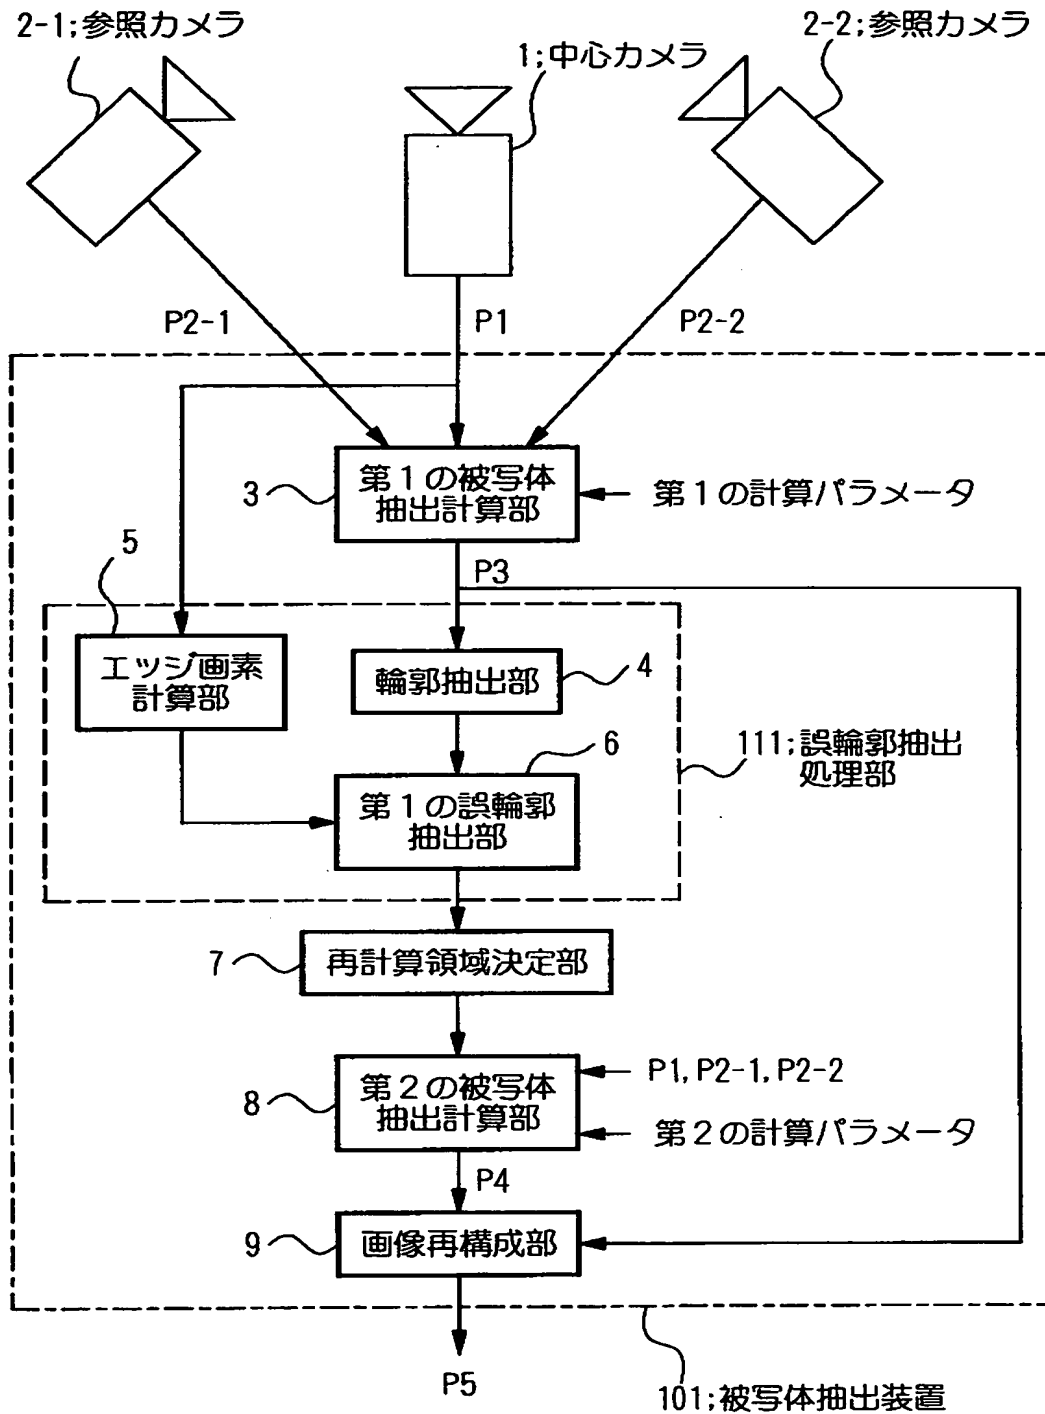 2-1;参照カメラ
1;中心カメラ
2-2;参照カメラ
P2-1
P1
P2-2
3
第1の被写体
抽出計算部
第1の計算パラメータ
5
P3
エッジ画素
計算部
輪郭抽出部
4
6
111;誤輪郭抽出
処理部
第1の誤輪郭
抽出部
7
再計算領域決定部
8
第2の被写体
抽出計算部
P1, P2-1, P2-2
第2の計算パラメータ
P4
9
画像再構成部
P5
101;被写体抽出装置